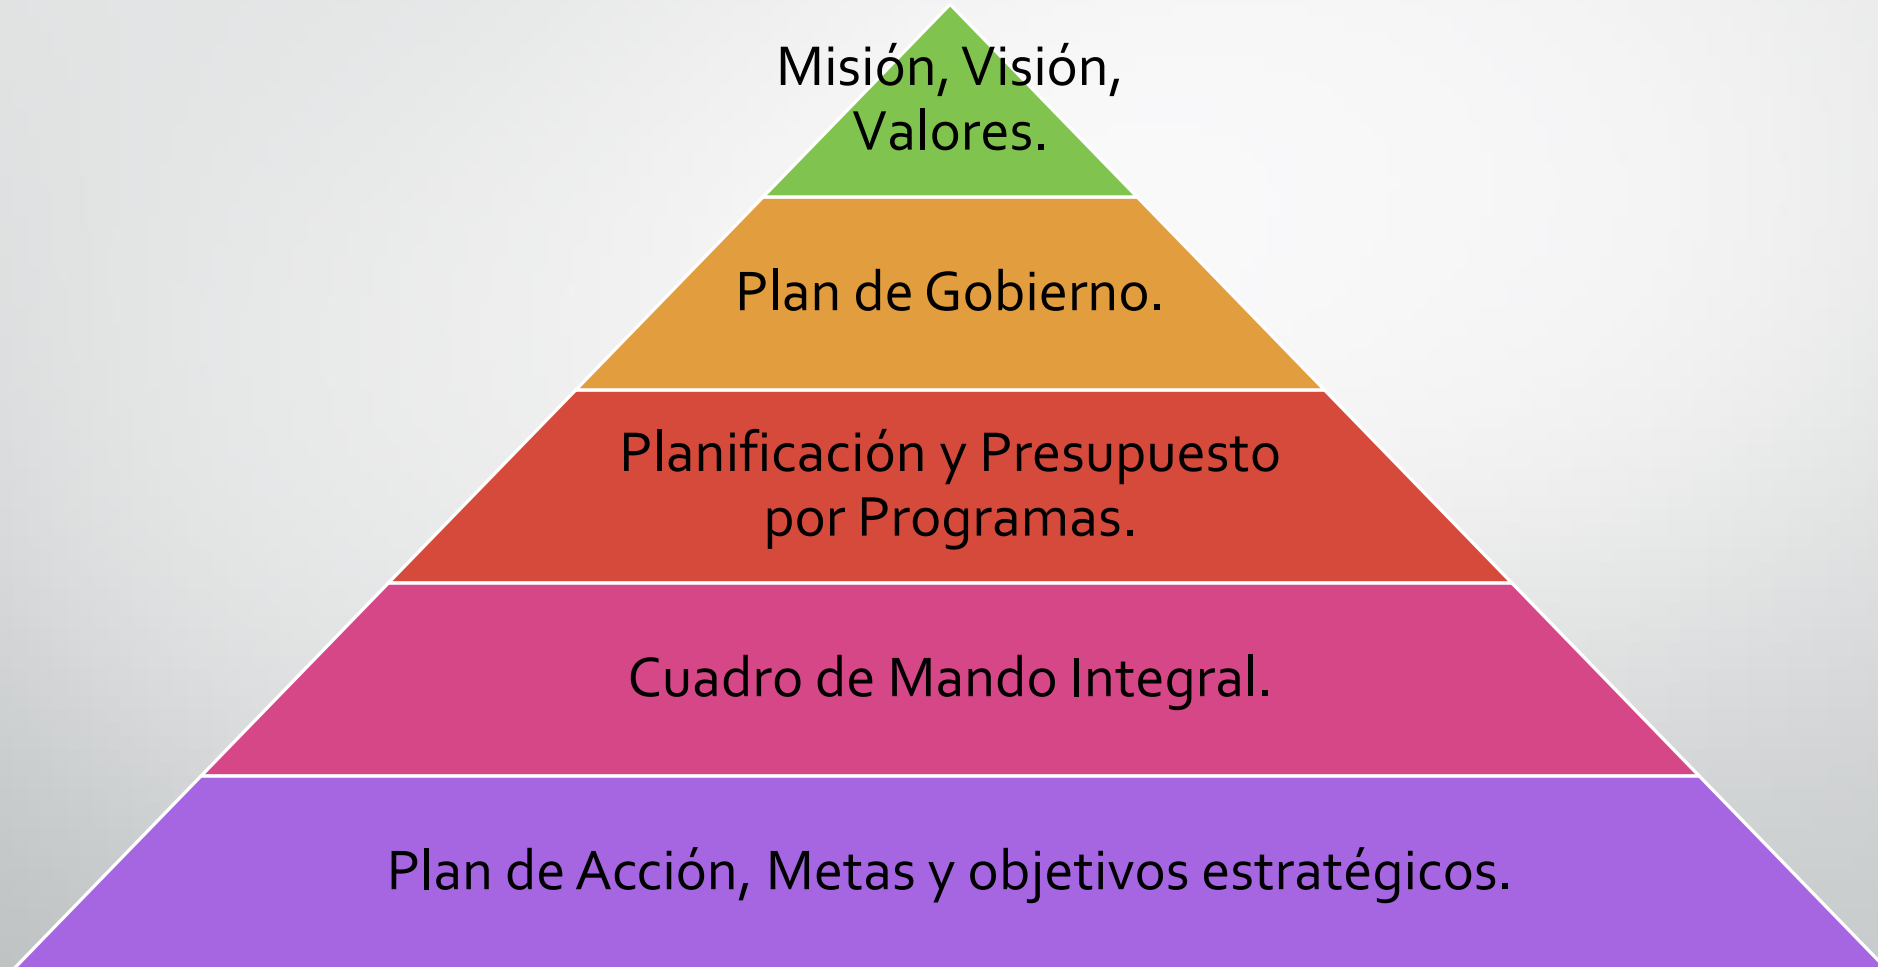 Misión, Visión,
Valores.
Plan de Gobierno.
Planificación y Presupuesto
por Programas.
Cuadro de Mando Integral.
Plan de Acción, Metas y objetivos estratégicos.